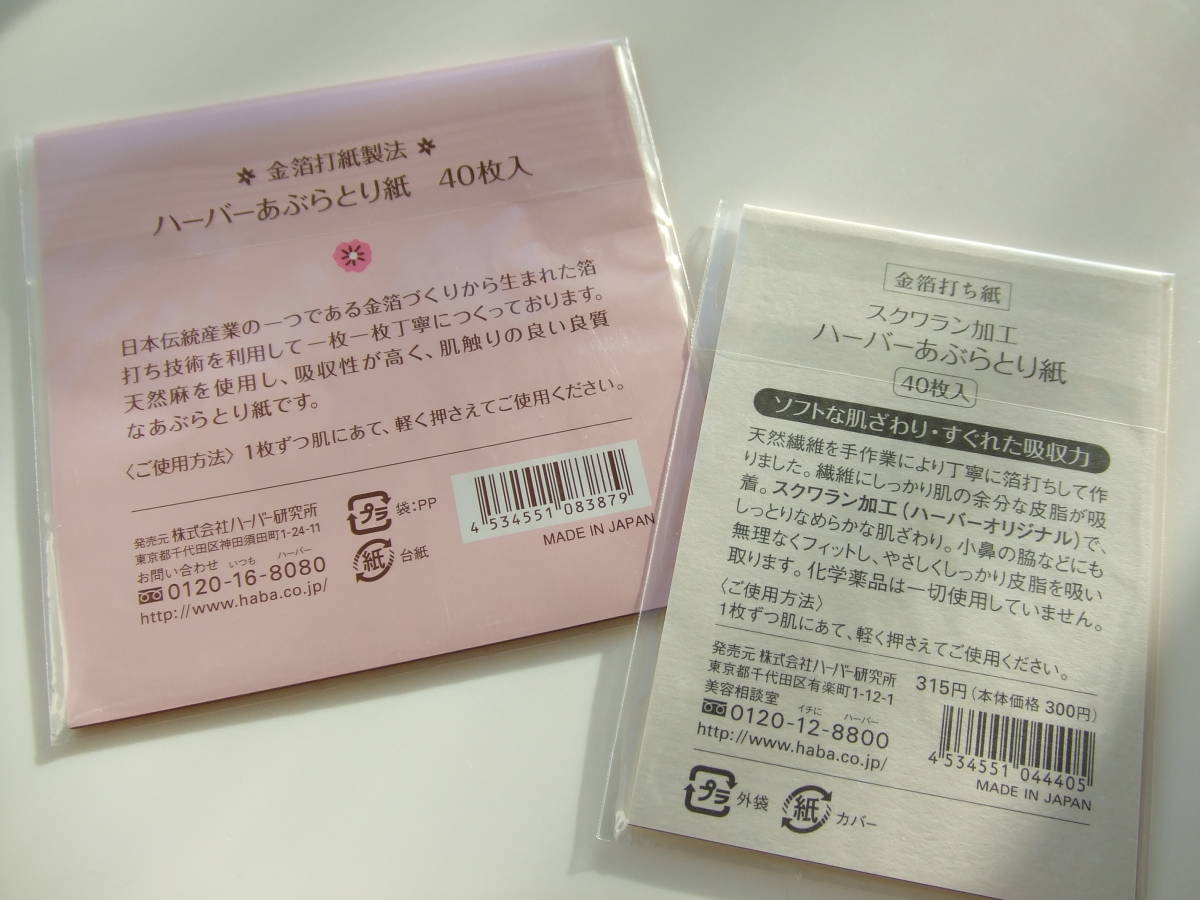 金箔打紙製法
ハーバーあぶらとり紙 40枚入
日本伝統産業の一つである金箔づくりから生まれた箔
打ち技術を利用して一枚一枚丁寧につくっております。
天然麻を使用し、吸収性が高く、肌触りの良い良質
なあぶらとり紙です。
〈ご使用方法〉1枚ずつ肌にあて、軽く押さえてご使用ください。
発売元 株式会社ハーバー研究所
東京都千代田区神田須田町1-24-11
お問い合わせ いつも ハーバー
0120-16-8080
http://www.haba.co.jp/
プラ 袋:PP
紙 台紙
4 534551 083879
MADE IN JAPAN
金箔打ち紙
スクワラン加工
ハーバーあぶらとり紙
40枚入
ソフトな肌ざわり・すぐれた吸収力
天然繊維を手作業により丁寧に箔打ちして作
りました。繊維にしっかり肌の余分な皮脂が吸
着。スクワラン加工(ハーバーオリジナル)で、
しっとりなめらかな肌ざわり。小鼻の脇などにも
無理なくフィットし、やさしくしっかり皮脂を吸い
取ります。化学薬品は一切使用していません。
〈ご使用方法〉
1枚ずつ肌にあて、軽く押さえてご使用ください。
発売元 株式会社ハーバー研究所
東京都千代田区有楽町1-12-1
美容相談室 イチに ハーバー
0120-12-8800
http://www.haba.co.jp/
315円(本体価格 300円)
4 534551 044405
MADE IN JAPAN
プラ 外袋
紙 カバー